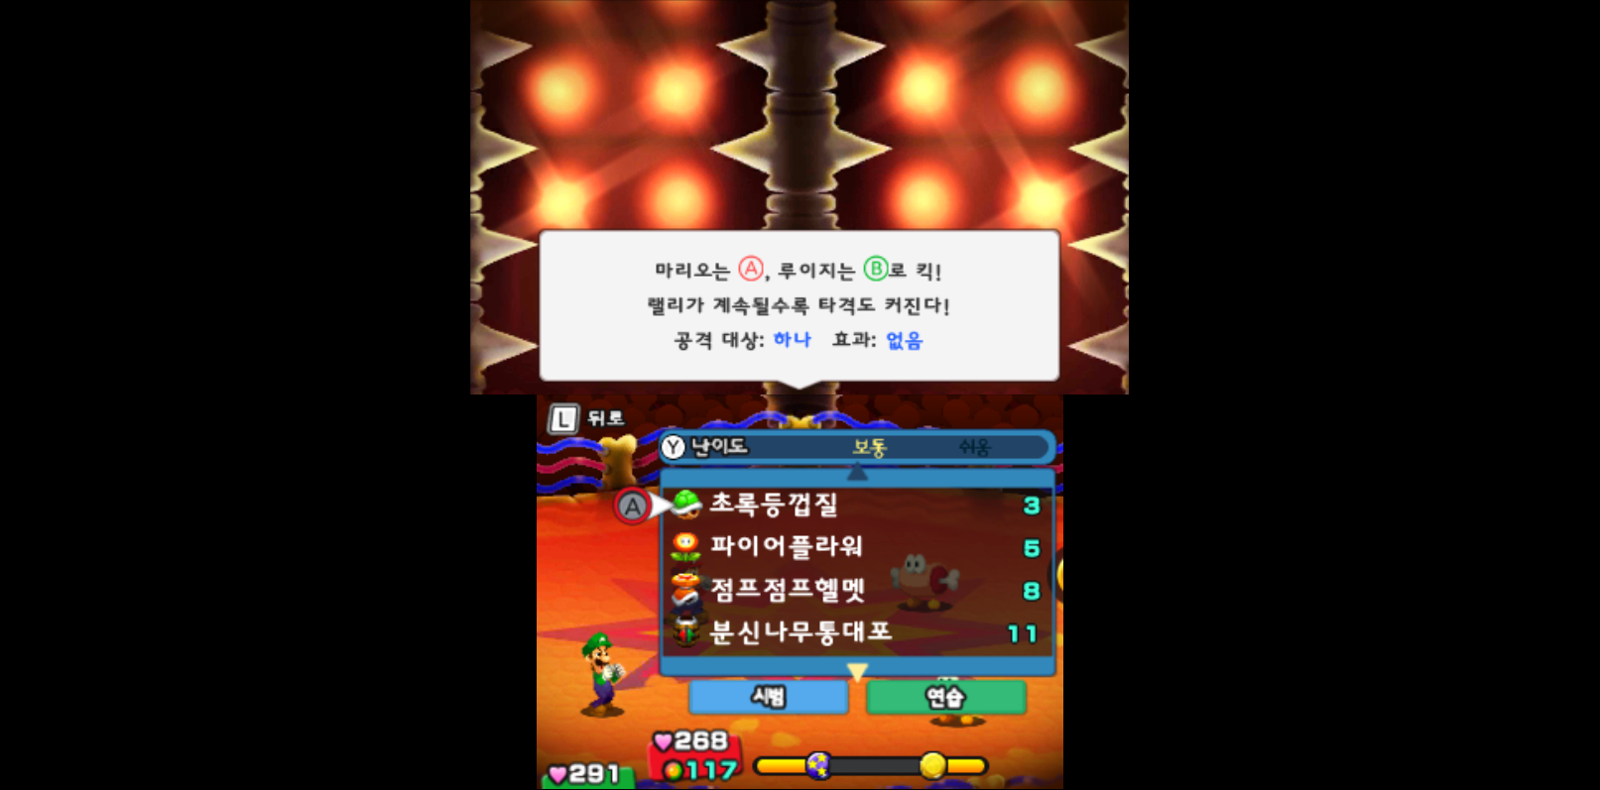 마리오는 Ⓐ, 루이지는 Ⓑ로 킥!
랠리가 계속될수록 타격도 커진다!
공격 대상: 하나 효과: 없음
L 뒤로
Y 난이도 보통 쉬움
A 초록등껍질 3
파이어플라워 5
점프점프헬멧 8
분신나무통대포 11
시범 연습
268
117
291